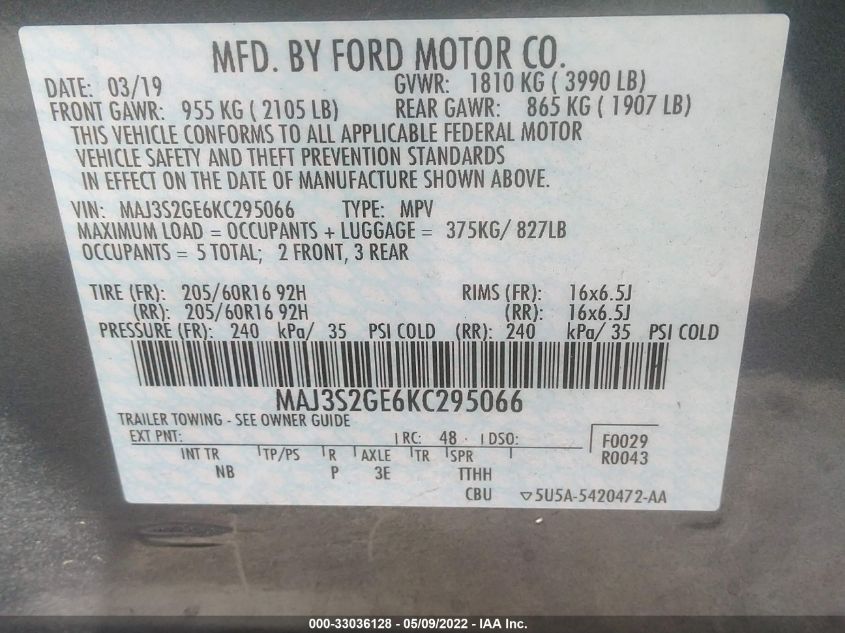 MFD. BY FORD MOTOR CO.
DATE: 03/19 GVWR: 1810 KG ( 3990 LB)
FRONT GAWR: 955 KG ( 2105 LB) REAR GAWR: 865 KG ( 1907 LB)
THIS VEHICLE CONFORMS TO ALL APPLICABLE FEDERAL MOTOR
VEHICLE SAFETY AND THEFT PREVENTION STANDARDS
IN EFFECT ON THE DATE OF MANUFACTURE SHOWN ABOVE.
VIN: MAJ3S2GE6KC295066 TYPE: MPV
MAXIMUM LOAD = OCCUPANTS + LUGGAGE = 375KG/ 827LB
OCCUPANTS = 5 TOTAL; 2 FRONT, 3 REAR
TIRE (FR): 205/60R16 92H RIMS (FR): 16x6.5J
(RR): 205/60R16 92H (RR): 16x6.5J
PRESSURE (FR): 240 kPa/ 35 PSI COLD (RR): 240 kPa/ 35 PSI COLD
MAJ3S2GE6KC295066
TRAILER TOWING - SEE OWNER GUIDE
EXT PNT: RC: 48 DSO: F0029
R0043
INT TR TP/PS R AXLE TR SPR
NB P 3E TTHH
CBU ▽5U5A-5420472-AA
000-33036128 - 05/09/2022 - IAA Inc.